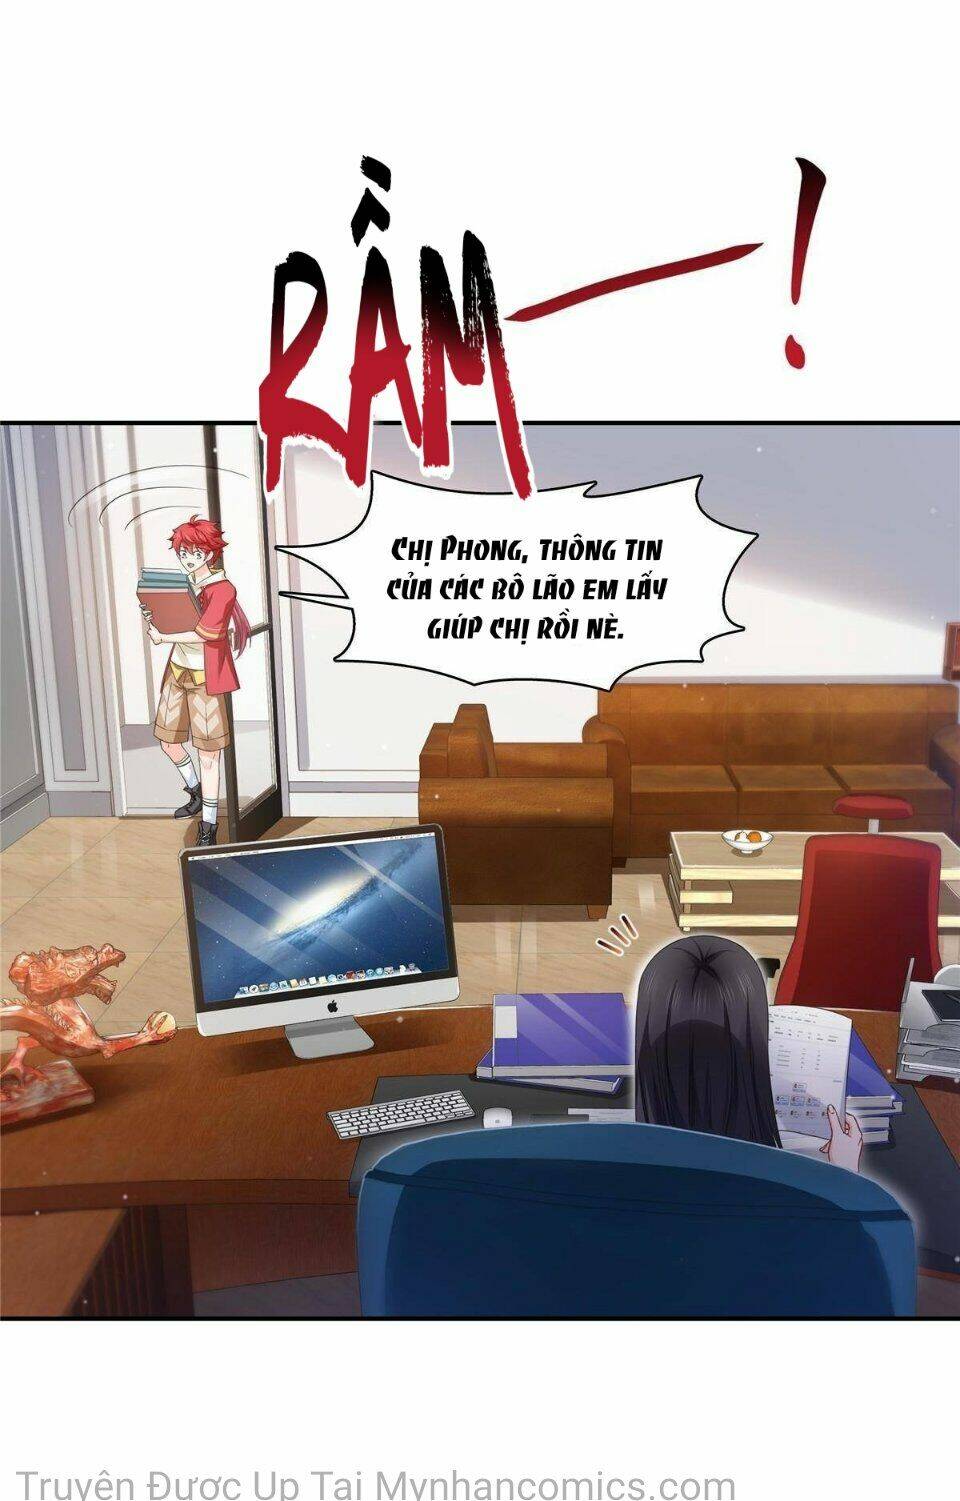 RẦM—!
CHỊ PHONG, THÔNG TIN
CỦA CÁC BÔ LÃO EM LẤY
GIÚP CHỊ RỒI NÈ.
Truyện Được Up Tại Mynhancomics.com